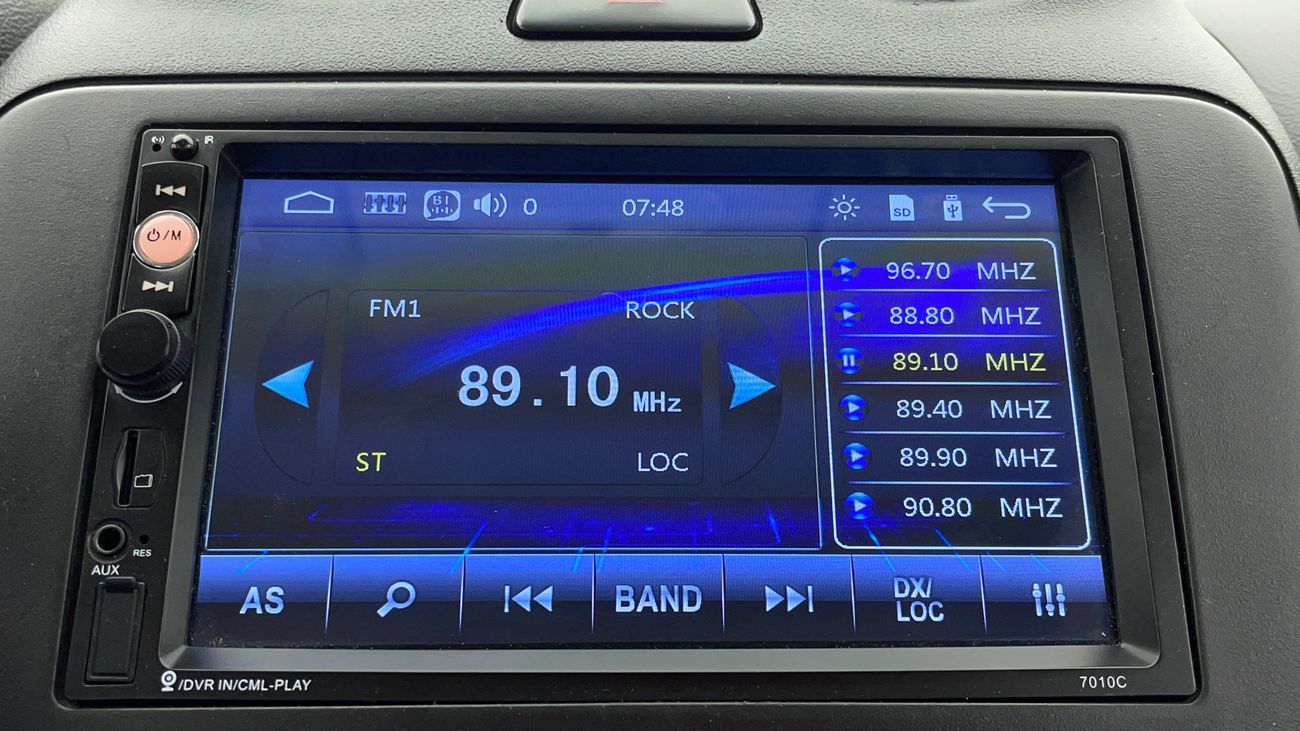 IR
BT 0 07:48 SD
⏻/M
FM1 ROCK
89.10 MHz
ST LOC
96.70 MHZ
88.80 MHZ
89.10 MHZ
89.40 MHZ
89.90 MHZ
90.80 MHZ
RES
AUX
AS BAND DX/
LOC
/DVR IN/CML-PLAY 7010C